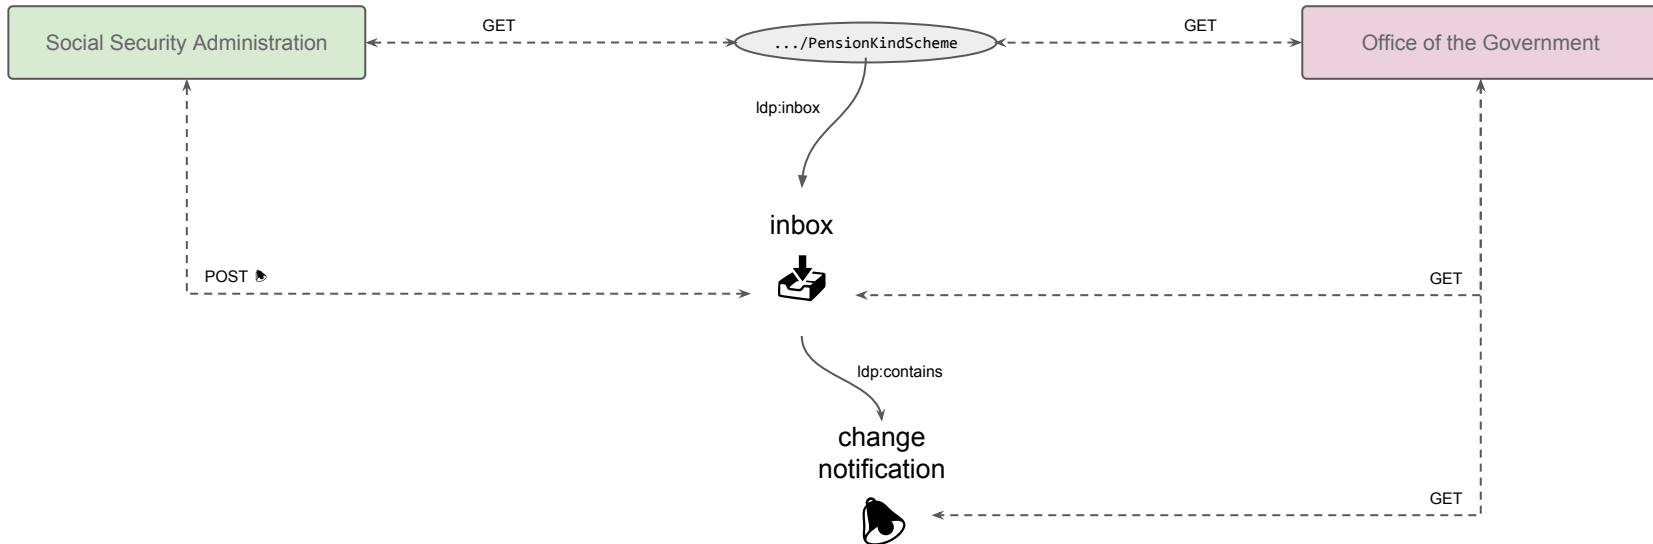 GET
GET
Social Security Administration
.../PensionKindScheme
Office of the Government
ldp:inbox
inbox
POST
GET
ldp:contains
change
notification
GET